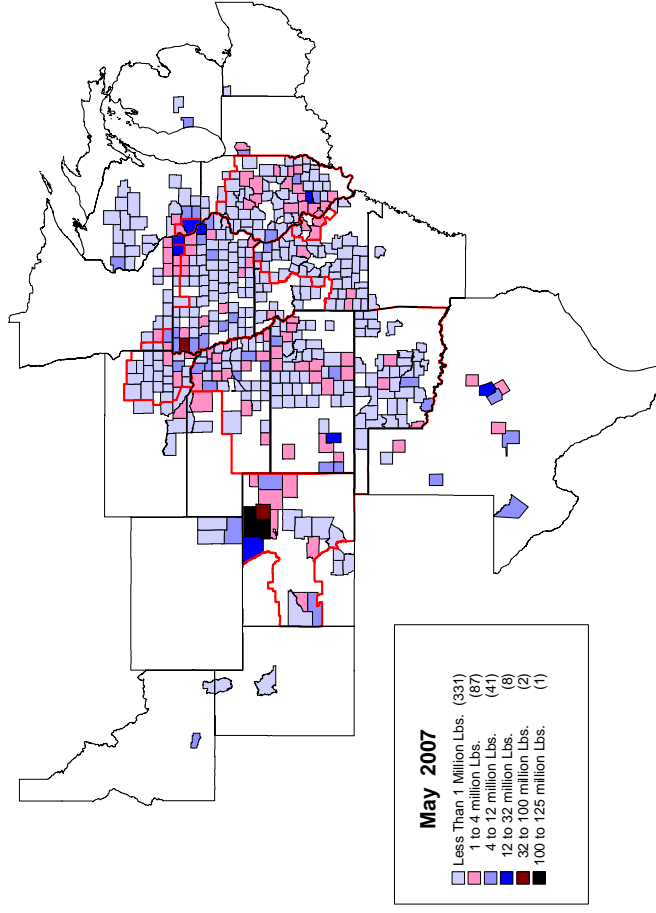 May 2007
Less Than 1 Million Lbs. (331)
1 to 4 million Lbs. (87)
4 to 12 million Lbs. (41)
12 to 32 million Lbs. (8)
32 to 100 million Lbs. (2)
100 to 125 million Lbs. (1)